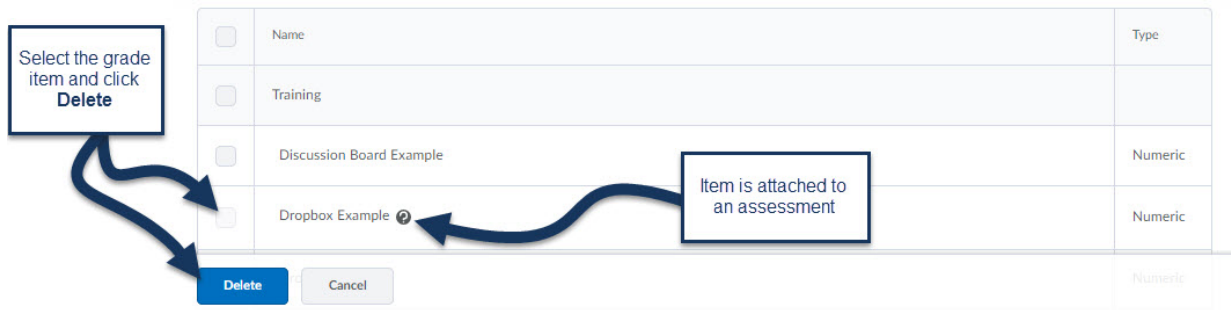 Select the grade
item and click
Delete
Name
Type
Training
Discussion Board Example
Numeric
Item is attached to
an assessment
Dropbox Example ?
Numeric
Delete
Cancel
Numeric